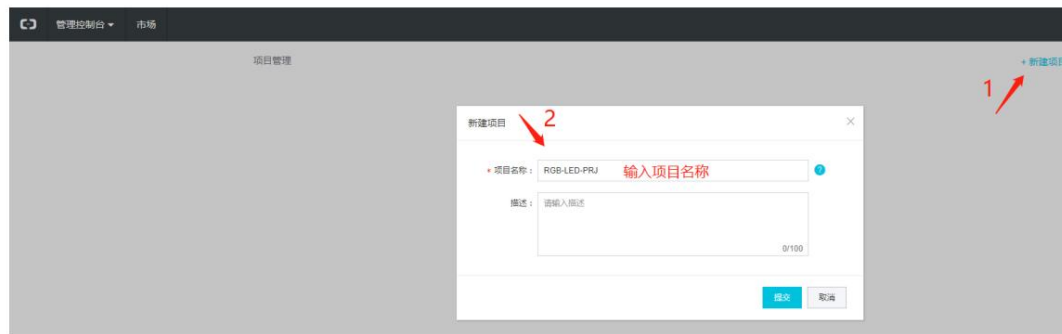 管理控制台 市场
项目管理
+ 新建项目
1
新建项目
2
* 项目名称：
RGB-LED-PRJ
输入项目名称
?
描述：
请输入描述
0/100
提交
取消